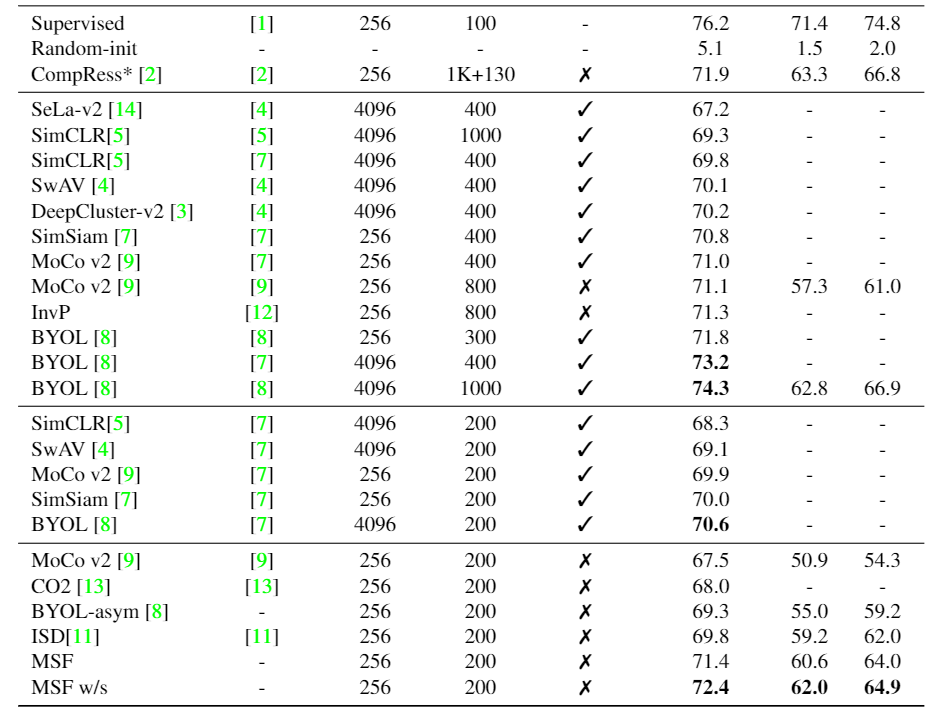 Supervised [1] 256 100 - 76.2 71.4 74.8
Random-init - - - - 5.1 1.5 2.0
CompRess* [2] [2] 256 1K+130 ✗ 71.9 63.3 66.8
SeLa-v2 [14] [4] 4096 400 ✓ 67.2 - -
SimCLR[5] [5] 4096 1000 ✓ 69.3 - -
SimCLR[5] [7] 4096 400 ✓ 69.8 - -
SwAV [4] [4] 4096 400 ✓ 70.1 - -
DeepCluster-v2 [3] [4] 4096 400 ✓ 70.2 - -
SimSiam [7] [7] 256 400 ✓ 70.8 - -
MoCo v2 [9] [7] 256 400 ✓ 71.0 - -
MoCo v2 [9] [9] 256 800 ✗ 71.1 57.3 61.0
InvP [12] 256 800 ✗ 71.3 - -
BYOL [8] [8] 256 300 ✓ 71.8 - -
BYOL [8] [7] 4096 400 ✓ 73.2 - -
BYOL [8] [8] 4096 1000 ✓ 74.3 62.8 66.9
SimCLR[5] [7] 4096 200 ✓ 68.3 - -
SwAV [4] [7] 4096 200 ✓ 69.1 - -
MoCo v2 [9] [7] 256 200 ✓ 69.9 - -
SimSiam [7] [7] 256 200 ✓ 70.0 - -
BYOL [8] [7] 4096 200 ✓ 70.6 - -
MoCo v2 [9] [9] 256 200 ✗ 67.5 50.9 54.3
CO2 [13] [13] 256 200 ✗ 68.0 - -
BYOL-asym [8] - 256 200 ✗ 69.3 55.0 59.2
ISD[11] [11] 256 200 ✗ 69.8 59.2 62.0
MSF - 256 200 ✗ 71.4 60.6 64.0
MSF w/s - 256 200 ✗ 72.4 62.0 64.9